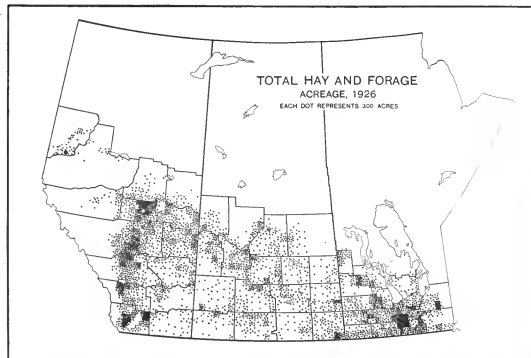 TOTAL HAY AND FORAGE
ACREAGE, 1926
EACH DOT REPRESENTS 300 ACRES